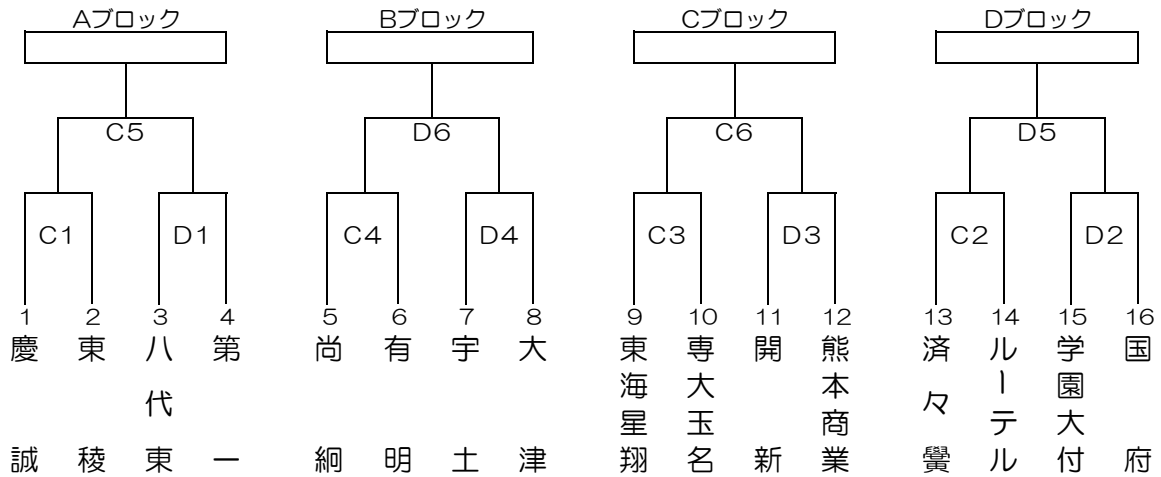 Aブロック
Bブロック
Cブロック
Dブロック
C5
D6
C6
D5
C1
D1
C4
D4
C3
D3
C2
D2
1
2
3
4
5
6
7
8
9
10
11
12
13
14
15
16
慶誠
東稜
八代東
第一
尚絅
有明
宇土
大津
東海星翔
専大玉名
開新
熊本商業
済々黌
ルーテル
学園大付
国府